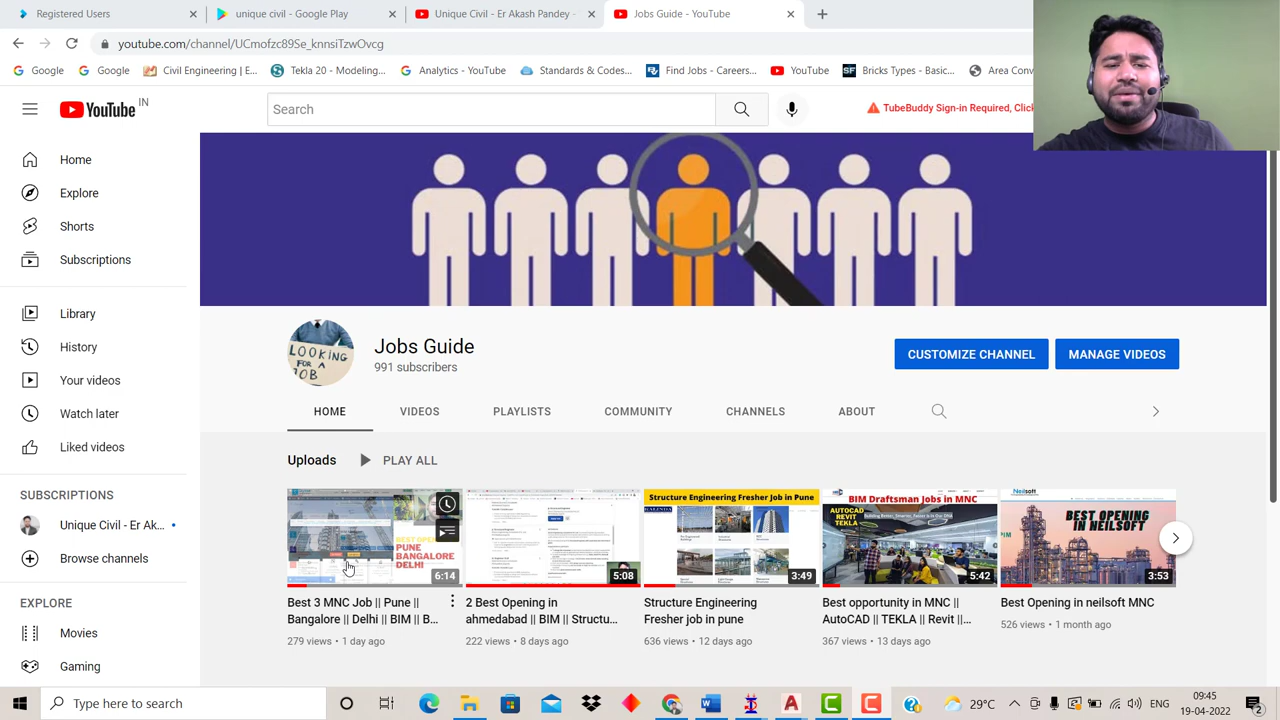 Registered Users
unique civil - Google Play
Unique Civil - Er Akash Pandey -
Jobs Guide - YouTube
youtube.com/channel/UCmofzc89Se_knnsiTzwOvcg
Google
Google
Civil Engineering | E...
Tekla 20 - Modeling...
Analytics - YouTube
Standards & Codes...
Find Jobs - Careers...
YouTube
Bricks Types - Basic...
Area Conv
YouTube IN
Search
TubeBuddy Sign-in Required, Click
Home
Explore
Shorts
Subscriptions
Library
History
Your videos
Watch later
Liked videos
SUBSCRIPTIONS
Unique Civil - Er Ak...
Browse channels
EXPLORE
Movies
Gaming
LOOKING
FOR A
JOB
Jobs Guide
991 subscribers
CUSTOMIZE CHANNEL
MANAGE VIDEOS
HOME
VIDEOS
PLAYLISTS
COMMUNITY
CHANNELS
ABOUT
Uploads
PLAY ALL
PUNE
BANGALORE
DELHI
6:14
Best 3 MNC Job || Pune ||
Bangalore || Delhi || BIM || B...
279 views • 1 day ago
5:08
2 Best Opening in
ahmedabad || BIM || Structu...
222 views • 8 days ago
Structure Engineering Fresher Job in Pune
3:49
Structure Engineering
Fresher job in pune
636 views • 12 days ago
BIM Draftsman Jobs in MNC
AUTOCAD
REVIT
TEKLA
5:42
Best opportunity in MNC ||
AutoCAD || TEKLA || Revit ||...
367 views • 13 days ago
Neilsoft
BEST OPENING
IN NEILSOFT
3:53
Best Opening in neilsoft MNC
526 views • 1 month ago
Type here to search
29°C
ENG
09:45
19-04-2022
2